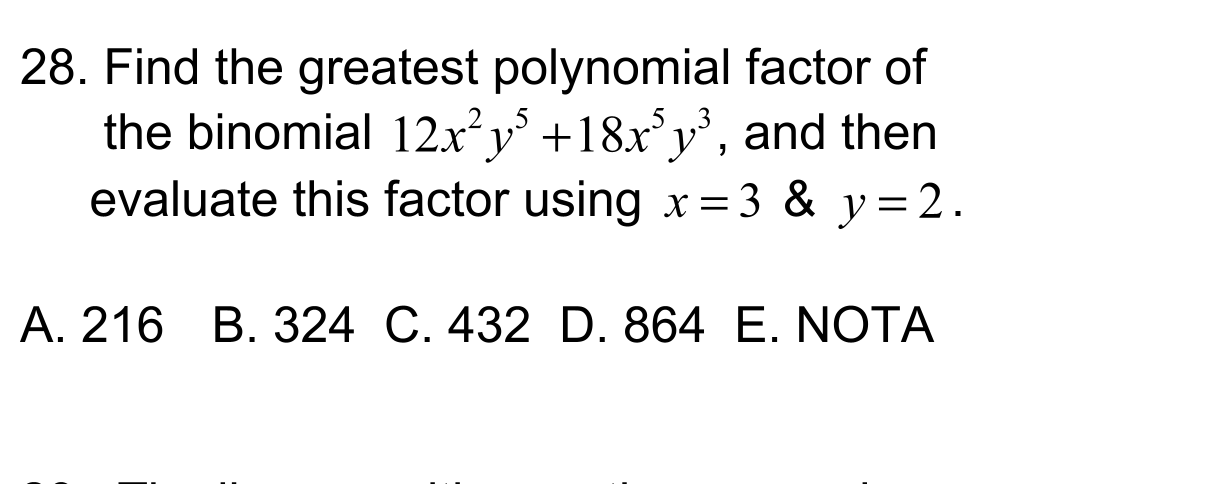 28. Find the greatest polynomial factor of
the binomial 12x²y⁵ + 18x⁵y³, and then
evaluate this factor using x = 3 & y = 2.
A. 216 B. 324 C. 432 D. 864 E. NOTA